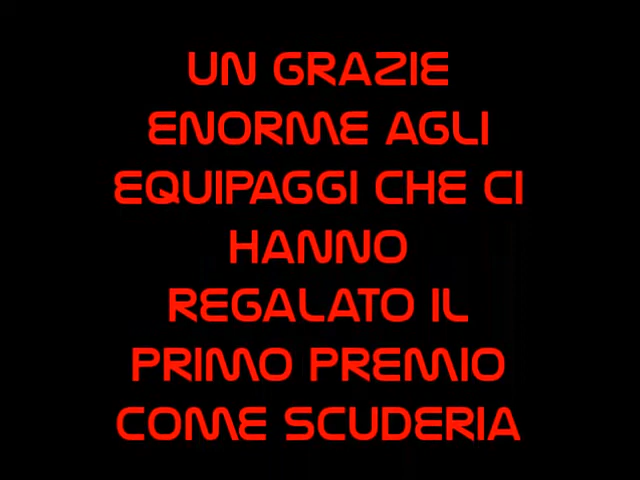 UN GRAZIE
ENORME AGLI
EQUIPAGGI CHE CI
HANNO
REGALATO IL
PRIMO PREMIO
COME SCUDERIA